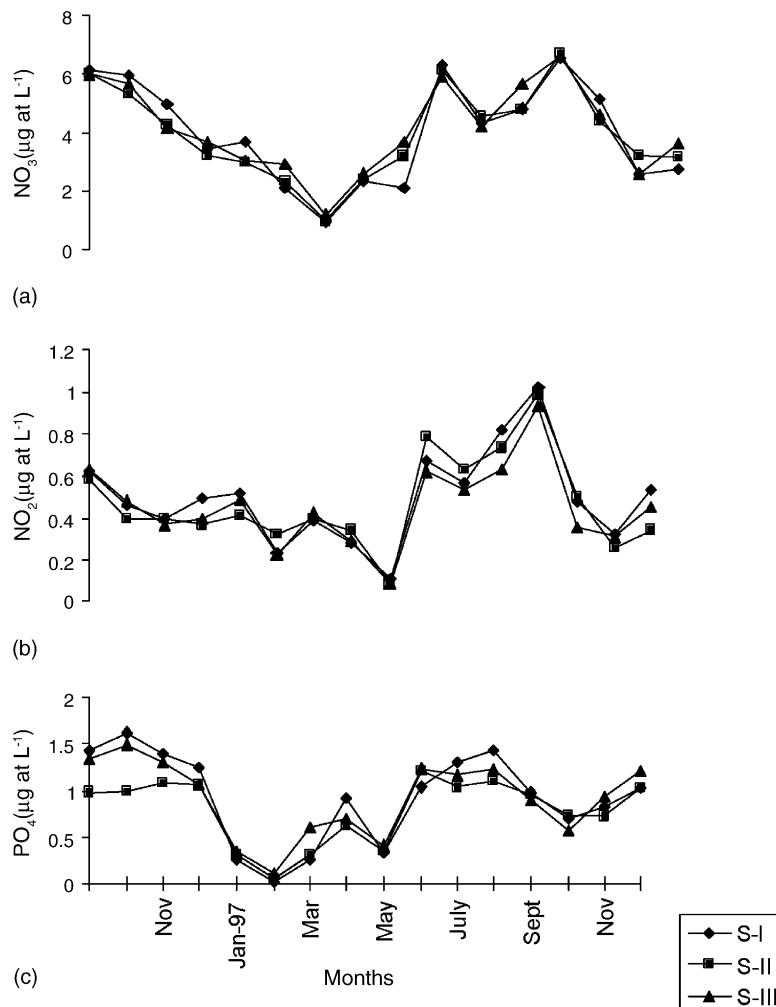 8
6
4
2
0
NO₃(μg at L⁻¹)
(a)
1.2
1
0.8
0.6
0.4
0.2
0
NO₂(μg at L⁻¹)
(b)
2
1.5
1
0.5
0
PO₄(μg at L⁻¹)
Nov
Jan-97
Mar
May
July
Sept
Nov
(c)
Months
S-I
S-II
S-III